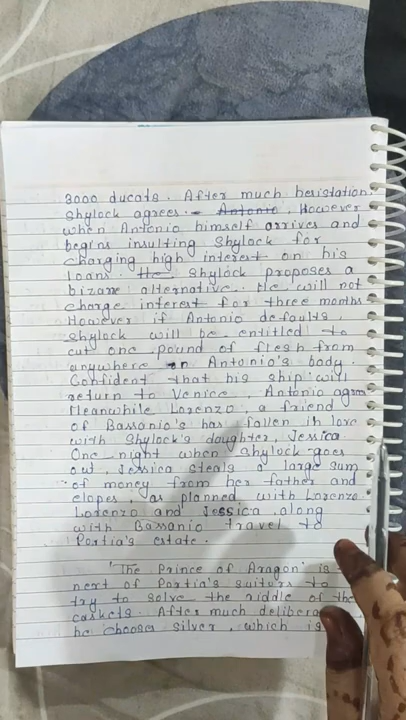 3000 ducats. After much hesistation,
Shylock agrees. Antonio. However
when Antonio himself arrives and
begins insulting Shylock for
charging high interest on his
loans. the Shylock proposes a
bizarre alternative. He will not
charge interest for three months
However if Antonio defaults,
shylock will be entitled to
cut one pound of flesh from
anywhere on Antonio's body.
Confident that his ship will
return to Venice, Antonio agree
Meanwhile Lorenzo, a friend
of Bassanio's has fallen in love
with Shylock's daughter, Jessica
One night when shylock goes
out, Jessica steals a large sum
of money from her father and
elopes, as planned, with Lorenzo
Lorenzo and Jessica along
with Bassanio travel to
Portia's estate.
'The Prince of Aragon' is
next of Portia's suitors to
try to solve the riddle of the
caskets. After much delibera
he chooses silver, which is